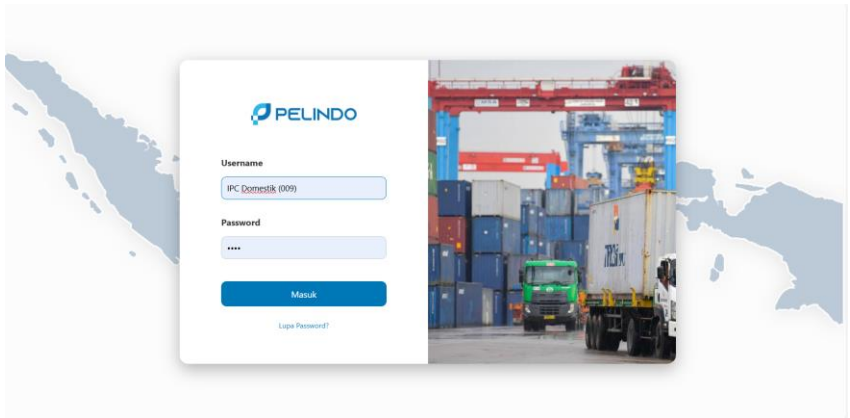 PELINDO
Username
IPC Domestik (009)
Password
••••
Masuk
Lupa Password?